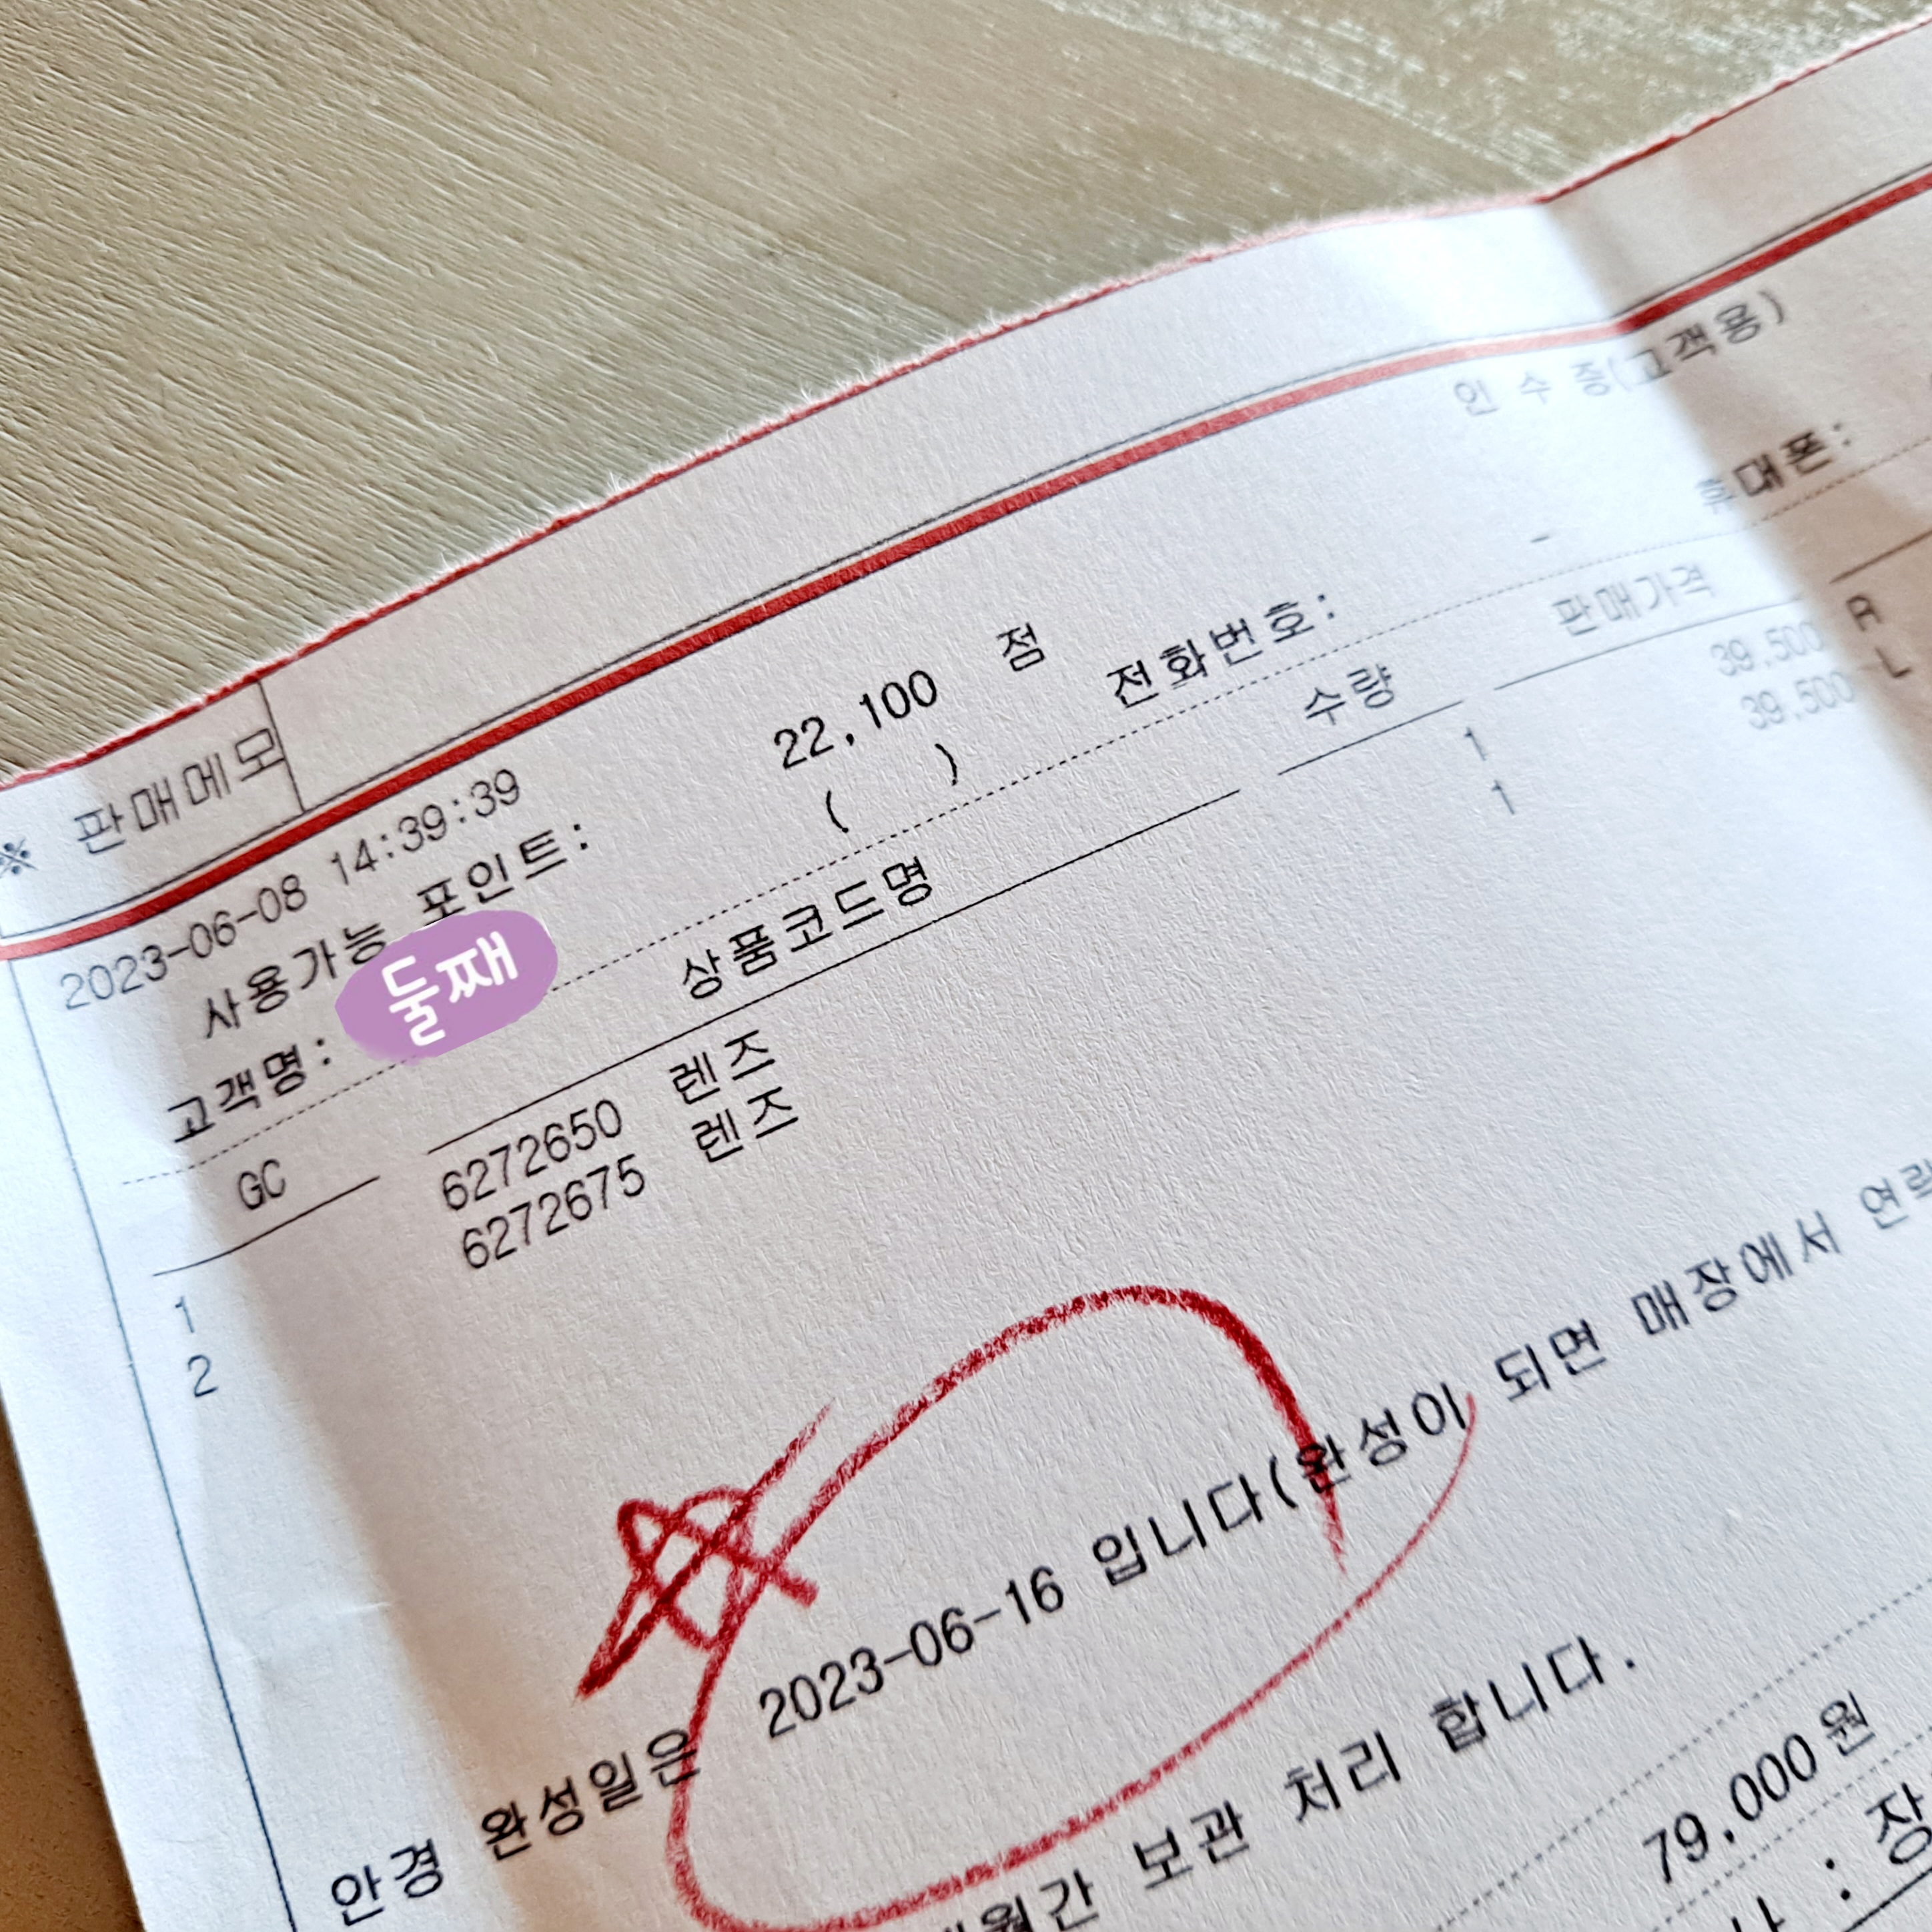 인 수 증(고객용)
※ 판매메모
2023-06-08 14:39:39
사용가능 포인트: 22,100 점
고객명: 둘째 ( ) 전화번호: - 휴대폰:
GC 상품코드명 수량 판매가격
1 6272650 렌즈 1 39,500 R
2 6272675 렌즈 1 39,500 L
안경 완성일은 2023-06-16 입니다(완성이 되면 매장에서
개월간 보관 처리 합니다.
79,000원